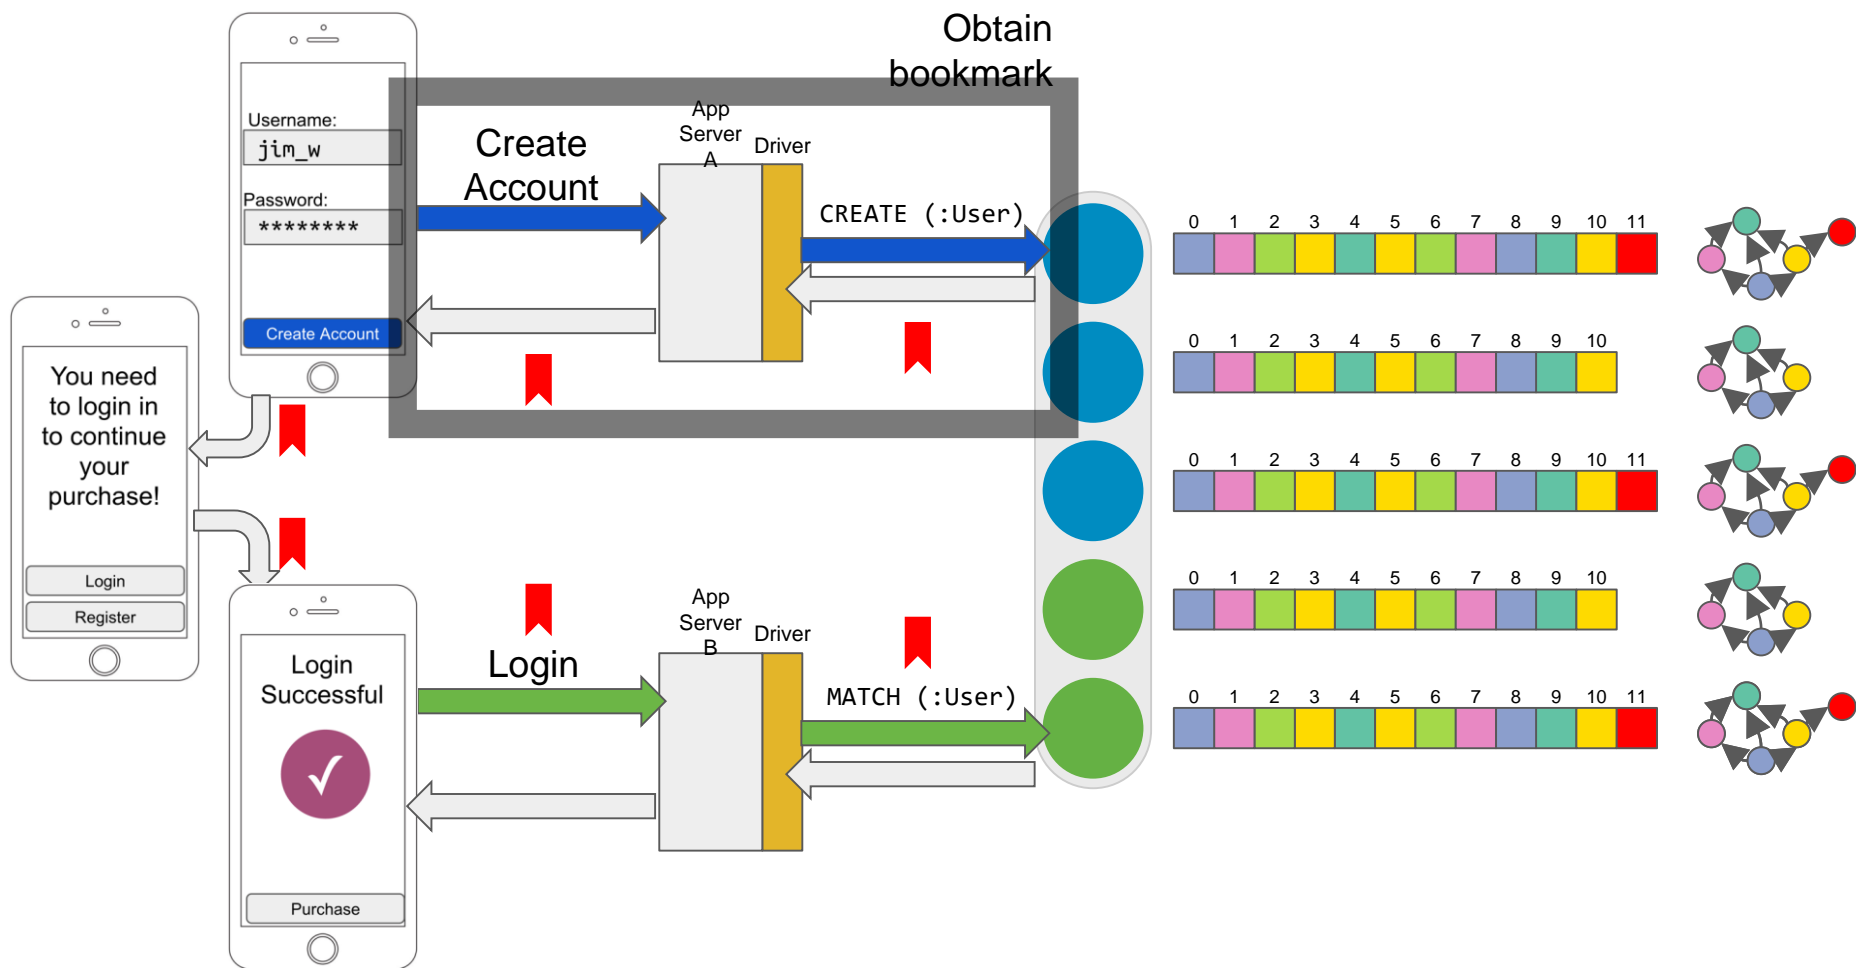 Obtain
bookmark
Username:
jim_w
Password:
********
Create Account
Create
Account
App
Server
A
Driver
CREATE (:User)
0 1 2 3 4 5 6 7 8 9 10 11
0 1 2 3 4 5 6 7 8 9 10
You need
to login in
to continue
your
purchase!
Login
Register
0 1 2 3 4 5 6 7 8 9 10 11
Login
Successful
Purchase
Login
App
Server
B
Driver
MATCH (:User)
0 1 2 3 4 5 6 7 8 9 10
0 1 2 3 4 5 6 7 8 9 10 11